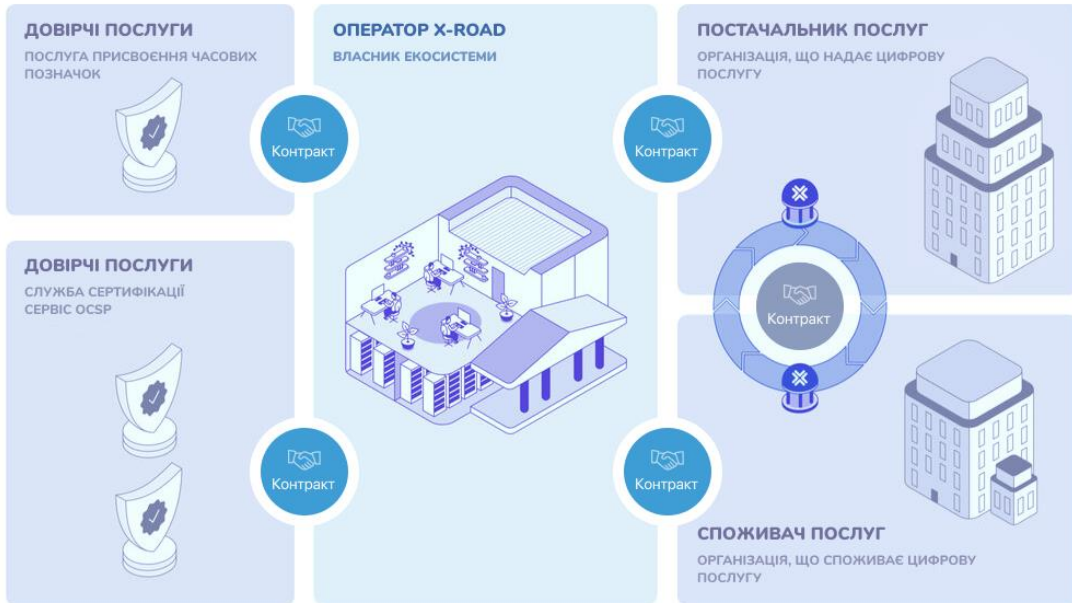 ДОВІРЧІ ПОСЛУГИ
ПОСЛУГА ПРИСВОЄННЯ ЧАСОВИХ
ПОЗНАЧОК
ОПЕРАТОР X-ROAD
ВЛАСНИК ЕКОСИСТЕМИ
ПОСТАЧАЛЬНИК ПОСЛУГ
ОРГАНІЗАЦІЯ, ЩО НАДАЄ ЦИФРОВУ
ПОСЛУГУ
Контракт
Контракт
ДОВІРЧІ ПОСЛУГИ
СЛУЖБА СЕРТИФІКАЦІЇ
СЕРВІС OCSP
Контракт
Контракт
Контракт
СПОЖИВАЧ ПОСЛУГ
ОРГАНІЗАЦІЯ, ЩО СПОЖИВАЄ ЦИФРОВУ
ПОСЛУГУ